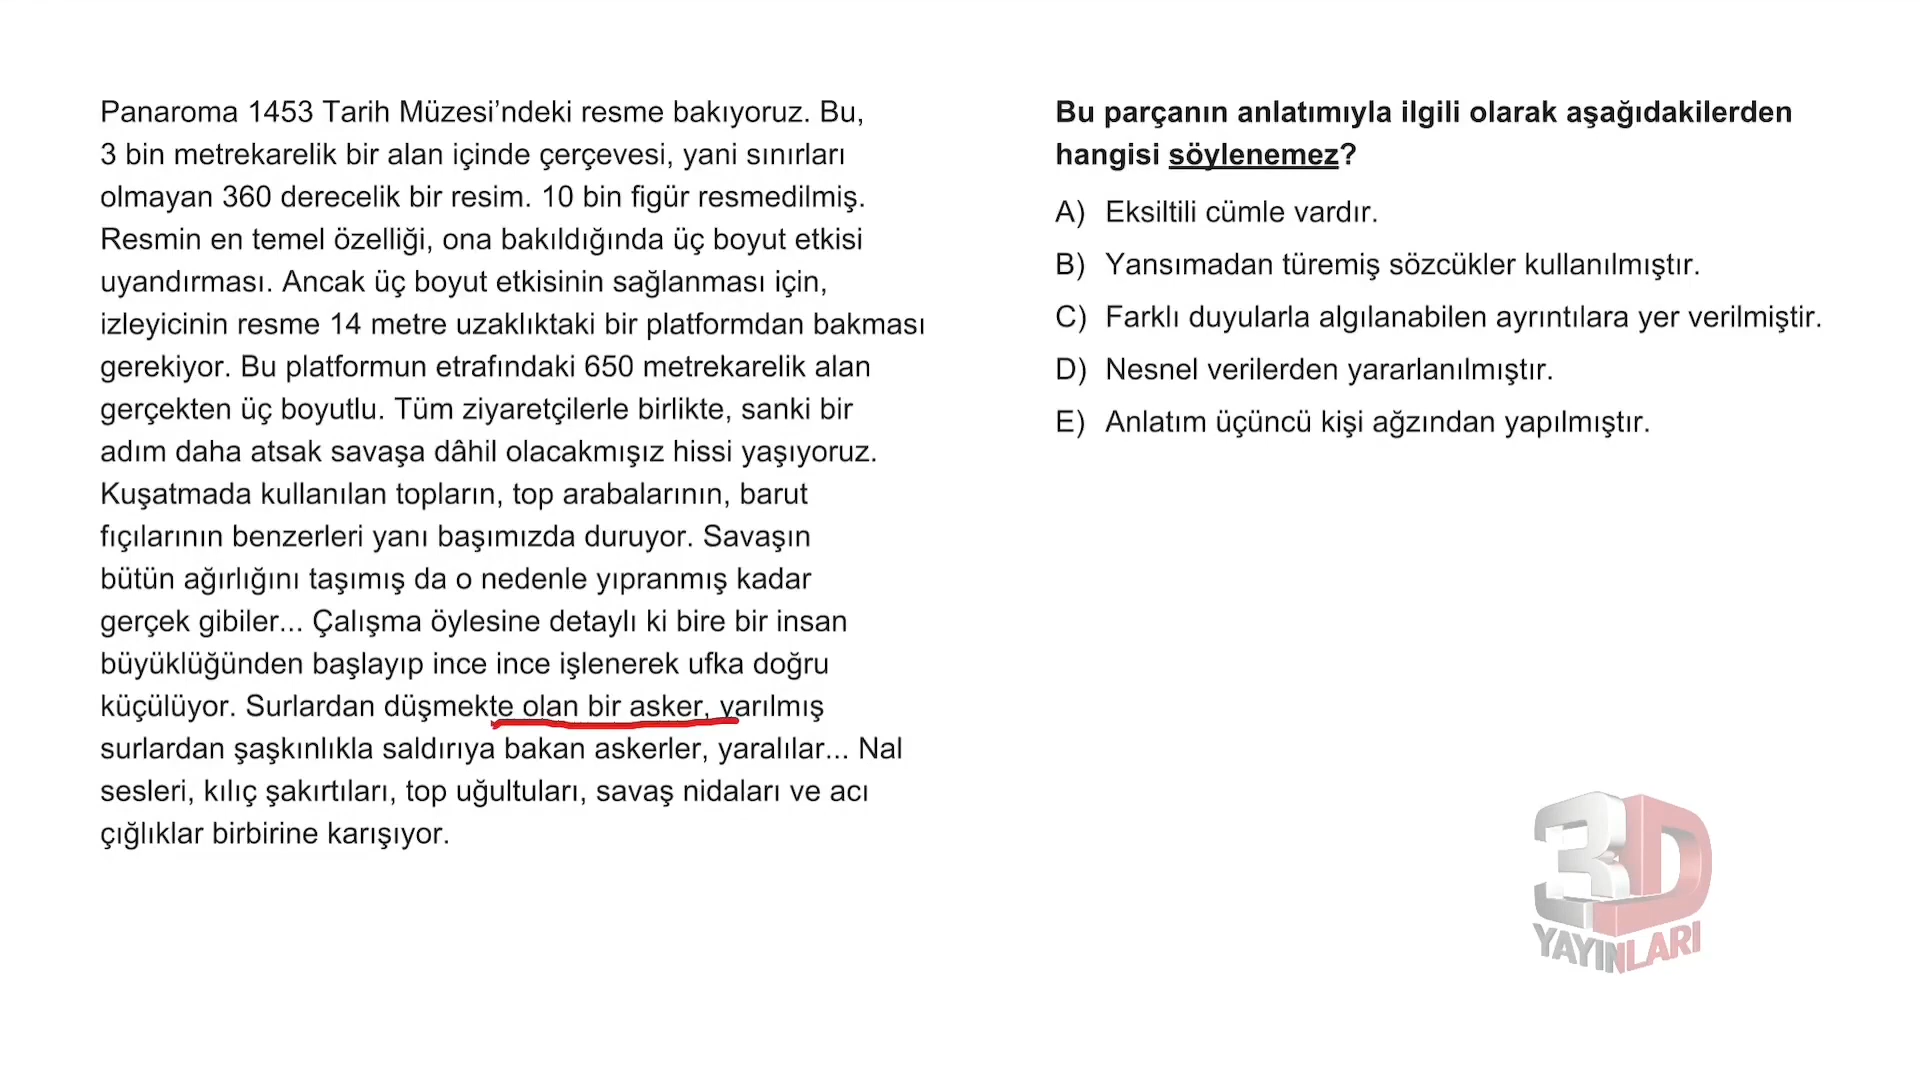 Panaroma 1453 Tarih Müzesi’ndeki resme bakıyoruz. Bu,
3 bin metrekarelik bir alan içinde çerçevesi, yani sınırları
olmayan 360 derecelik bir resim. 10 bin figür resmedilmiş.
Resmin en temel özelliği, ona bakıldığında üç boyut etkisi
uyandırması. Ancak üç boyut etkisinin sağlanması için,
izleyicinin resme 14 metre uzaklıktaki bir platformdan bakması
gerekiyor. Bu platformun etrafındaki 650 metrekarelik alan
gerçekten üç boyutlu. Tüm ziyaretçilerle birlikte, sanki bir
adım daha atsak savaşa dâhil olacakmışız hissi yaşıyoruz.
Kuşatmada kullanılan topların, top arabalarının, barut
fıçılarının benzerleri yanı başımızda duruyor. Savaşın
bütün ağırlığını taşımış da o nedenle yıpranmış kadar
gerçek gibiler... Çalışma öylesine detaylı ki bire bir insan
büyüklüğünden başlayıp ince ince işlenerek ufka doğru
küçülüyor. Surlardan düşmekte olan bir asker, yarılmış
surlardan şaşkınlıkla saldırıya bakan askerler, yaralılar... Nal
sesleri, kılıç şakırtıları, top uğultuları, savaş nidaları ve acı
çığlıklar birbirine karışıyor.
Bu parçanın anlatımıyla ilgili olarak aşağıdakilerden
hangisi söylenemez?
A) Eksiltili cümle vardır.
B) Yansımadan türemiş sözcükler kullanılmıştır.
C) Farklı duyularla algılanabilen ayrıntılara yer verilmiştir.
D) Nesnel verilerden yararlanılmıştır.
E) Anlatım üçüncü kişi ağzından yapılmıştır.
3D
YAYINLARI